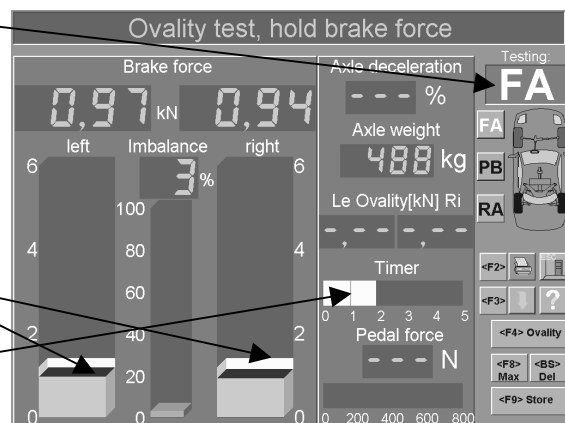 Ovality test, hold brake force
Brake force
0,97 kN 0,94
left Imbalance right
3%
6 6
100
4 80 4
60
2 40 2
20
0 0 0
Axle deceleration
--- %
Axle weight
488 kg
Le Ovality[kN] Ri
-,-- -,--
Timer
0 1 2 3 4 5
Pedal force
--- N
0 200 400 600 800
Testing:
FA
FA
PB
RA
<F2>
<F3> ?
<F4> Ovality
<F8> Max <BS> Del
<F9> Store